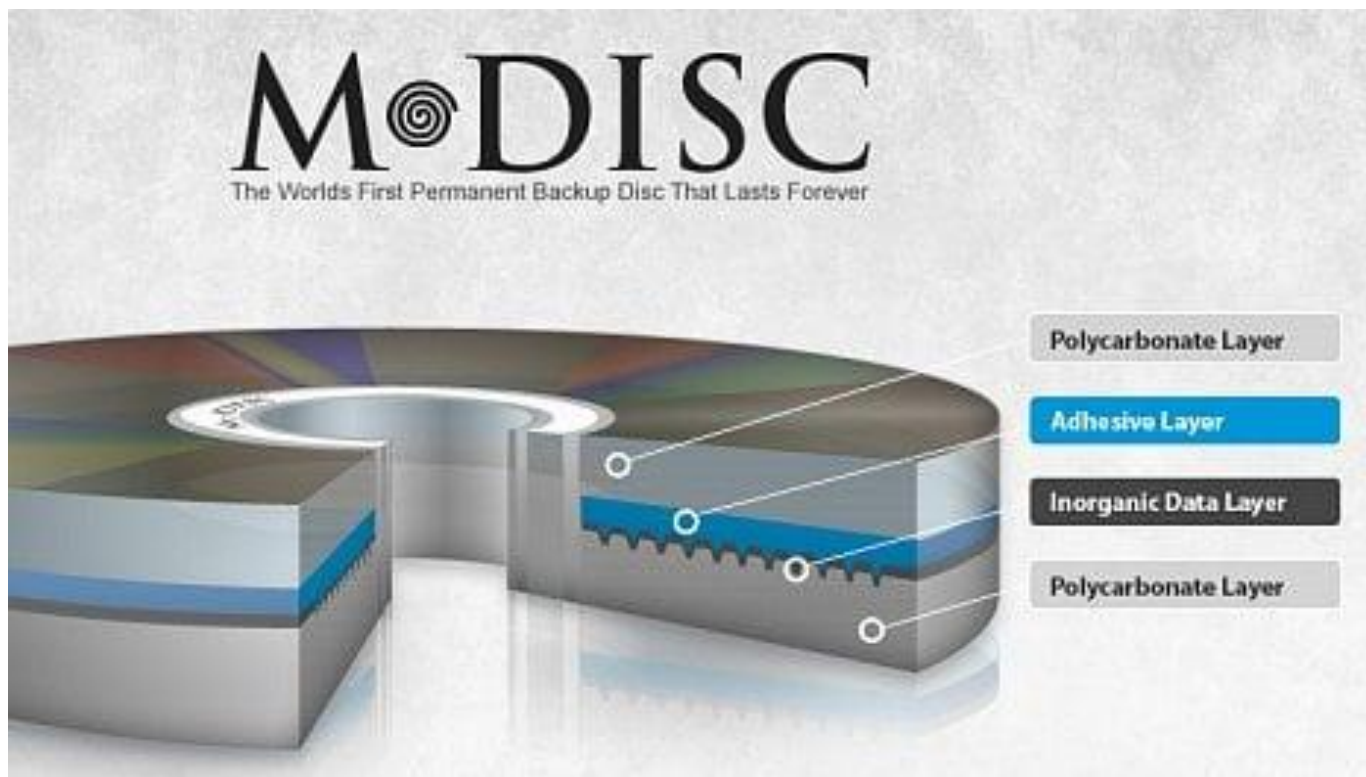 M DISC
The Worlds First Permanent Backup Disc That Lasts Forever
Polycarbonate Layer
Adhesive Layer
Inorganic Data Layer
Polycarbonate Layer